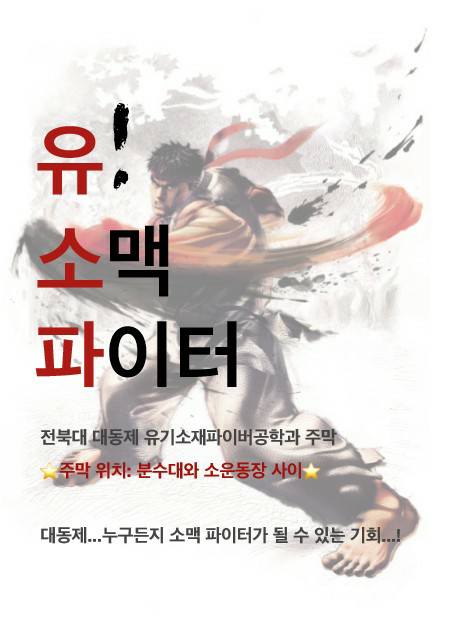 유!
소맥
파이터
전북대 대동제 유기소재파이버공학과 주막
⭐주막 위치: 분수대와 소운동장 사이⭐
대동제...누구든지 소맥 파이터가 될 수 있는 기회...!